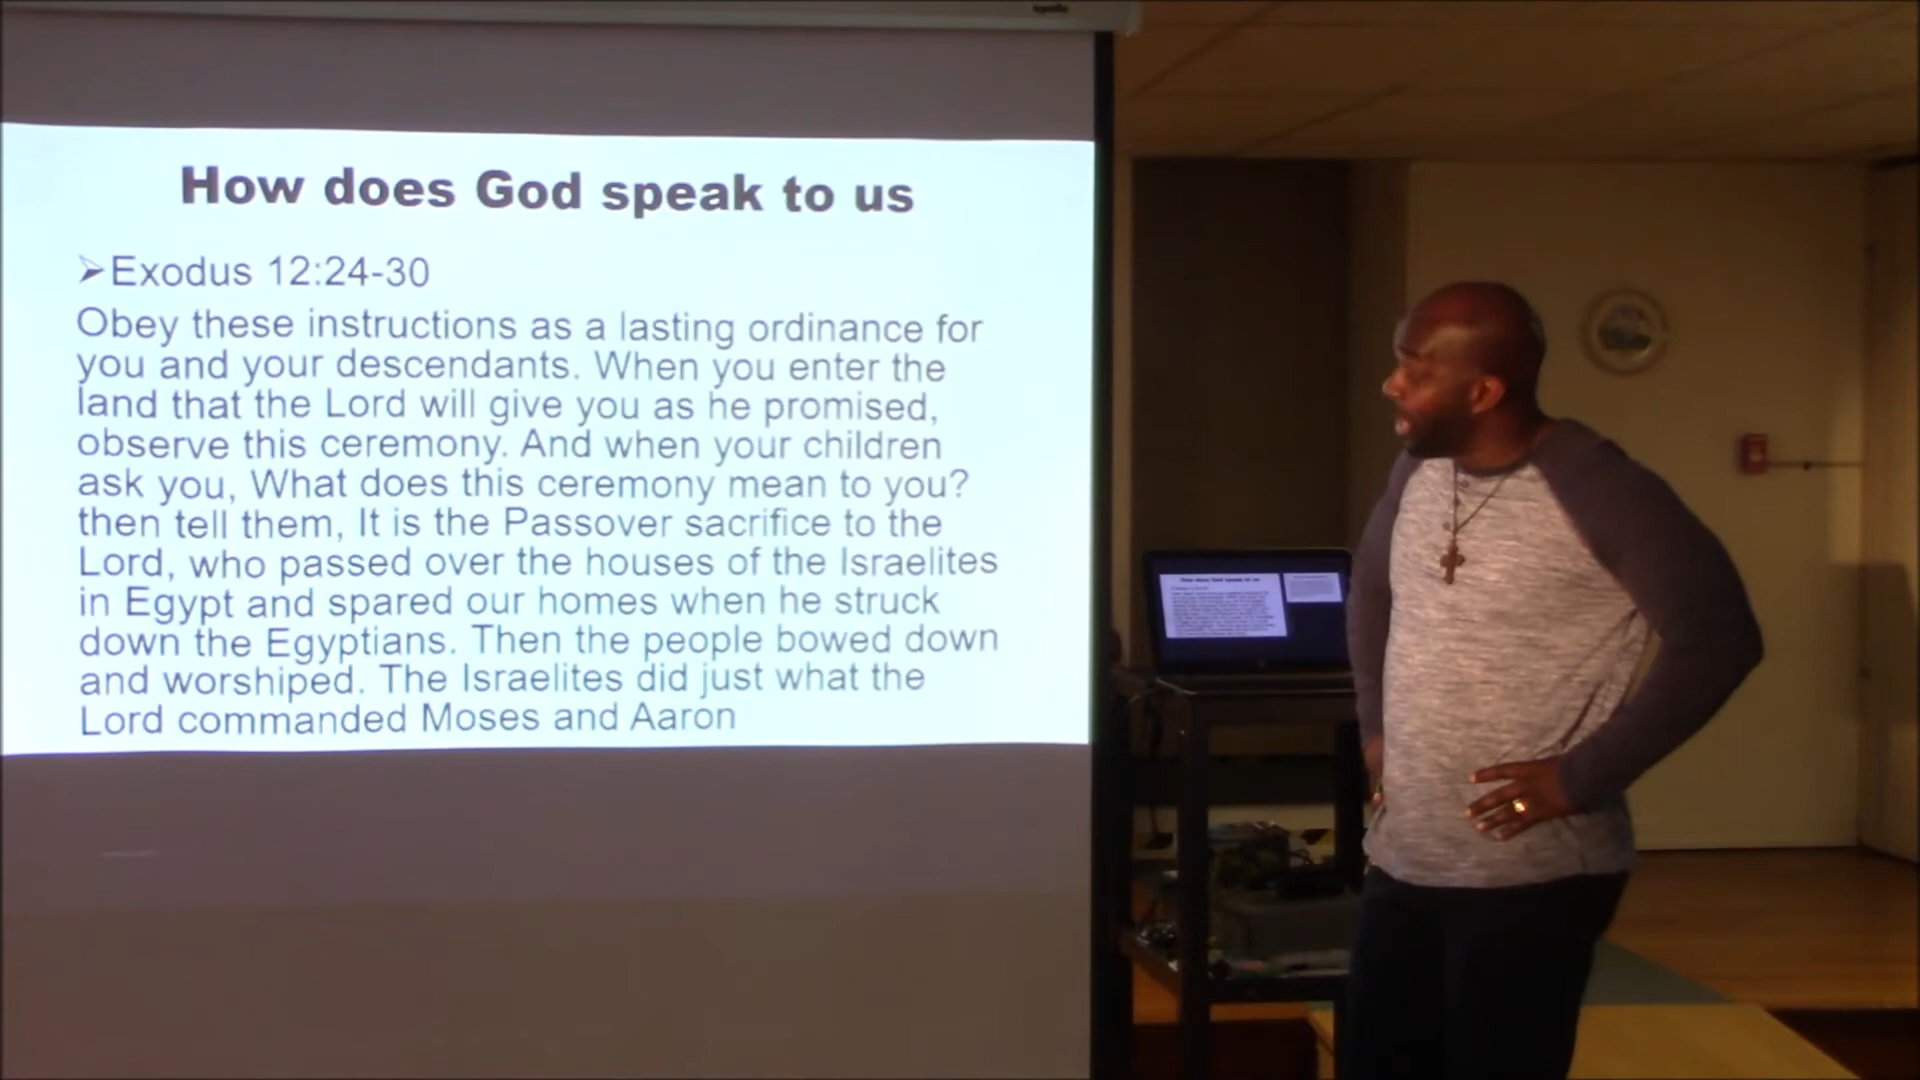 How does God speak to us
➢Exodus 12:24-30
Obey these instructions as a lasting ordinance for
you and your descendants. When you enter the
land that the Lord will give you as he promised,
observe this ceremony. And when your children
ask you, What does this ceremony mean to you?
then tell them, It is the Passover sacrifice to the
Lord, who passed over the houses of the Israelites
in Egypt and spared our homes when he struck
down the Egyptians. Then the people bowed down
and worshiped. The Israelites did just what the
Lord commanded Moses and Aaron